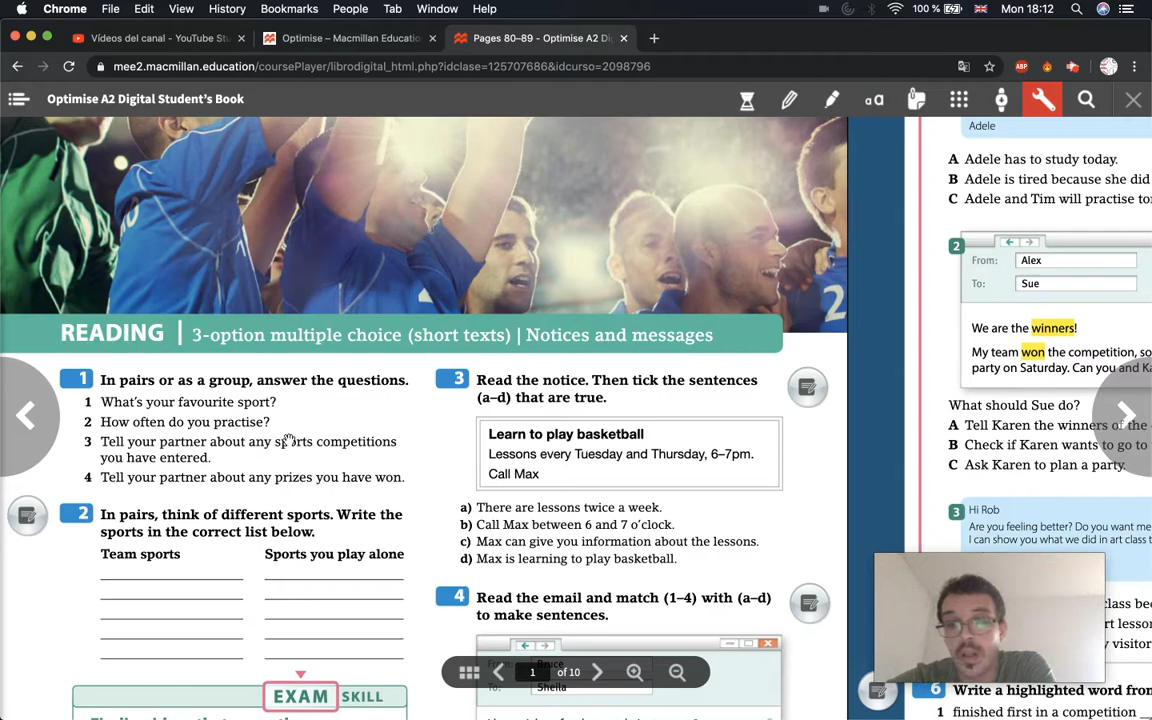 Chrome File Edit View History Bookmarks People Tab Window Help 100 % Mon 18:12
Vídeos del canal - YouTube Stu
Optimise – Macmillan Educatio
Pages 80–89 - Optimise A2 Di
mee2.macmillan.education/coursePlayer/librodigital_html.php?idclase=125707686&idcurso=2098796
ABP
Optimise A2 Digital Student's Book
aA
READING | 3-option multiple choice (short texts) | Notices and messages
1 In pairs or as a group, answer the questions.
1 What's your favourite sport?
2 How often do you practise?
3 Tell your partner about any sports competitions
you have entered.
4 Tell your partner about any prizes you have won.
2 In pairs, think of different sports. Write the
sports in the correct list below.
Team sports Sports you play alone
EXAM SKILL
3 Read the notice. Then tick the sentences
(a–d) that are true.
Learn to play basketball
Lessons every Tuesday and Thursday, 6–7pm.
Call Max
a) There are lessons twice a week.
b) Call Max between 6 and 7 o'clock.
c) Max can give you information about the lessons.
d) Max is learning to play basketball.
4 Read the email and match (1–4) with (a–d)
to make sentences.
From: Bruce
To: Sheila
1 of 10
2
Adele
A Adele has to study today.
B Adele is tired because she did
C Adele and Tim will practise to
2
From: Alex
To: Sue
We are the winners!
My team won the competition, so
party on Saturday. Can you and Ka
What should Sue do?
A Tell Karen the winners of the
B Check if Karen wants to go to
C Ask Karen to plan a party.
3 Hi Rob
Are you feeling better? Do you want me
I can show you what we did in art class t
class bec
rt lesson
y visitor
6 Write a highlighted word from
1 finished first in a competition